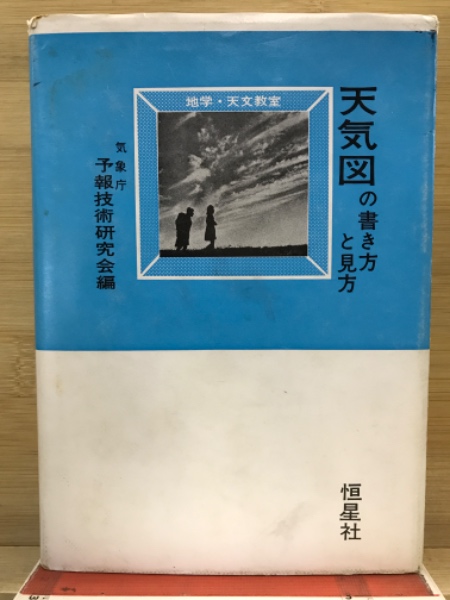 地学・天文教室
天気図の書き方
と見方
気象庁
予報技術研究会編
恒星社